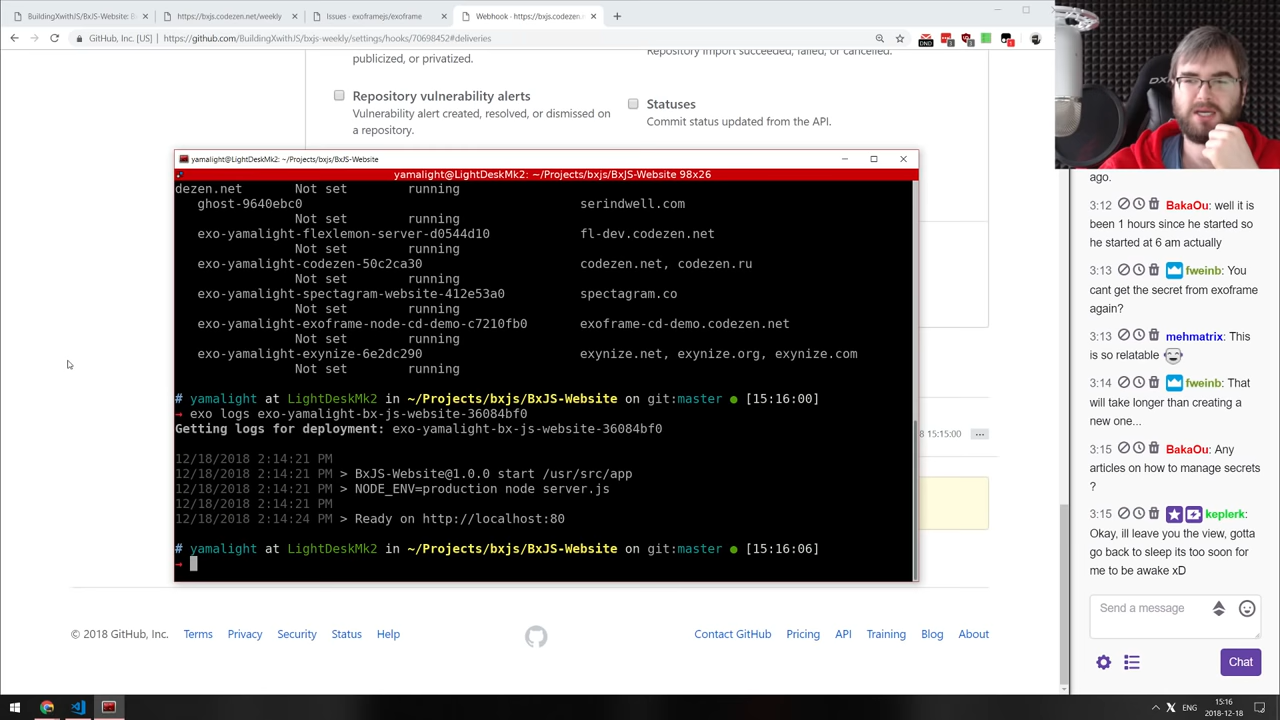 BuildingXwithJS/BxJS-Website: B
https://bxjs.codezen.net/weekly
Issues · exoframejs/exoframe
Webhook · https://bxjs.codezen.n
GitHub, Inc. [US] | https://github.com/BuildingXwithJS/bxjs-weekly/settings/hooks/70698452#deliveries
DND
publicized, or privatized.
Repository import succeeded, failed, or cancelled.
Repository vulnerability alerts
Vulnerability alert created, resolved, or dismissed on
a repository.
Statuses
Commit status updated from the API.
yamalight@LightDeskMk2: ~/Projects/bxjs/BxJS-Website
yamalight@LightDeskMk2: ~/Projects/bxjs/BxJS-Website 98x26
dezen.net Not set running
ghost-9640ebc0 serindwell.com
Not set running
exo-yamalight-flexlemon-server-d0544d10 fl-dev.codezen.net
Not set running
exo-yamalight-codezen-50c2ca30 codezen.net, codezen.ru
Not set running
exo-yamalight-spectagram-website-412e53a0 spectagram.co
Not set running
exo-yamalight-exoframe-node-cd-demo-c7210fb0 exoframe-cd-demo.codezen.net
Not set running
exo-yamalight-exynize-6e2dc290 exynize.net, exynize.org, exynize.com
Not set running
# yamalight at LightDeskMk2 in ~/Projects/bxjs/BxJS-Website on git:master ● [15:16:00]
→ exo logs exo-yamalight-bx-js-website-36084bf0
Getting logs for deployment: exo-yamalight-bx-js-website-36084bf0
12/18/2018 2:14:21 PM
12/18/2018 2:14:21 PM > BxJS-Website@1.0.0 start /usr/src/app
12/18/2018 2:14:21 PM > NODE_ENV=production node server.js
12/18/2018 2:14:21 PM
12/18/2018 2:14:24 PM > Ready on http://localhost:80
# yamalight at LightDeskMk2 in ~/Projects/bxjs/BxJS-Website on git:master ● [15:16:06]
→
8 15:15:00 ...
© 2018 GitHub, Inc. Terms Privacy Security Status Help
Contact GitHub Pricing API Training Blog About
ago.
3:12 BakaOu: well it is
been 1 hours since he started so
he started at 6 am actually
3:13 fweinb: You
cant get the secret from exoframe
again?
3:13 mehmatrix: This
is so relatable
3:14 fweinb: That
will take longer than creating a
new one...
3:15 BakaOu: Any
articles on how to manage secrets
?
3:15 keplerk:
Okay, ill leave you the view, gotta
go back to sleep its too soon for
me to be awake xD
Send a message
Chat
ENG
15:16
2018-12-18